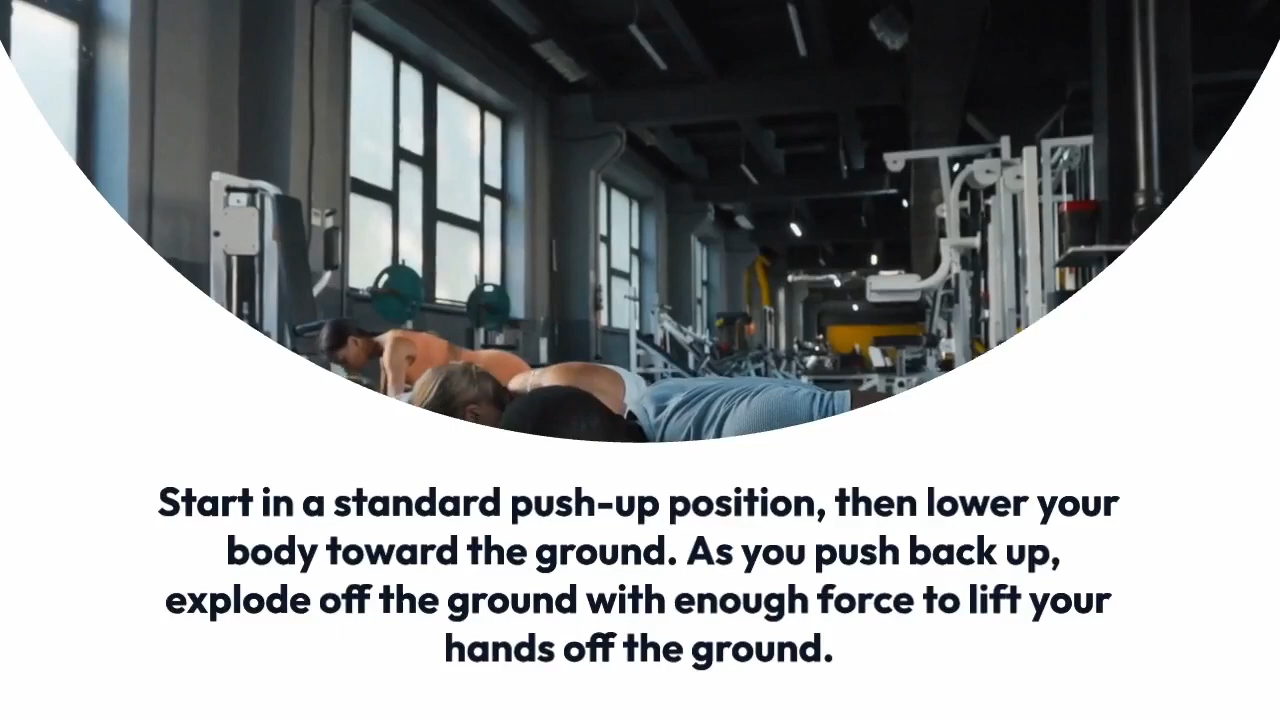 Start in a standard push-up position, then lower your
body toward the ground. As you push back up,
explode off the ground with enough force to lift your
hands off the ground.